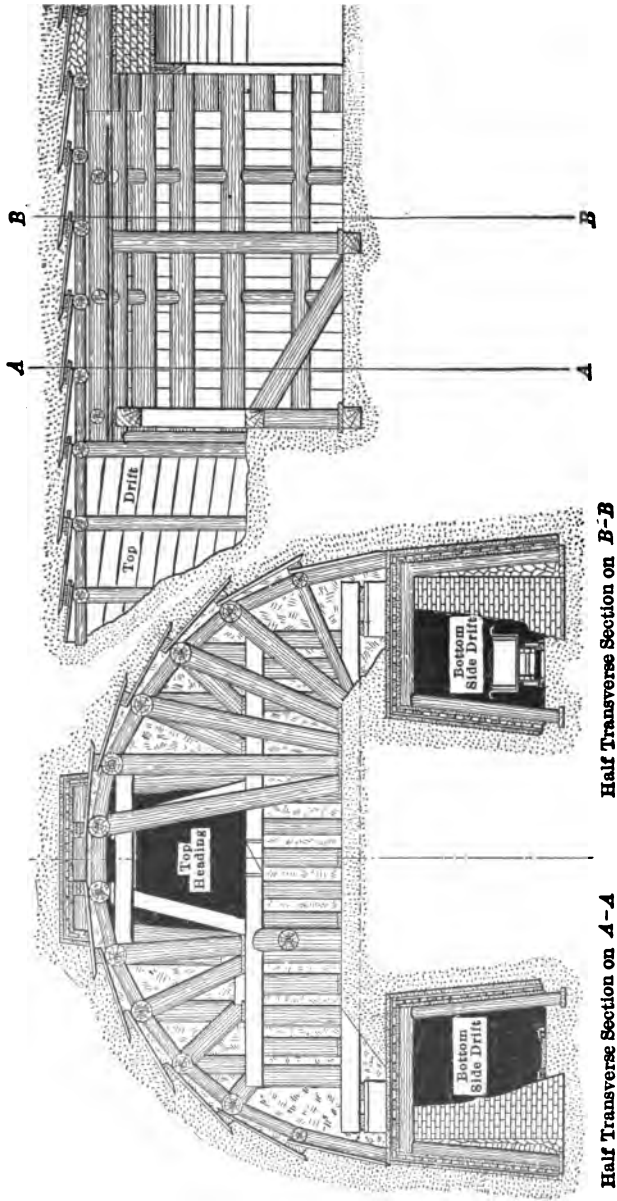 B
A
Top Drift
B
A
Top
Heading
Bottom
Side Drift
Bottom
Side Drift
Half Transverse Section on A-A
Half Transverse Section on B-B